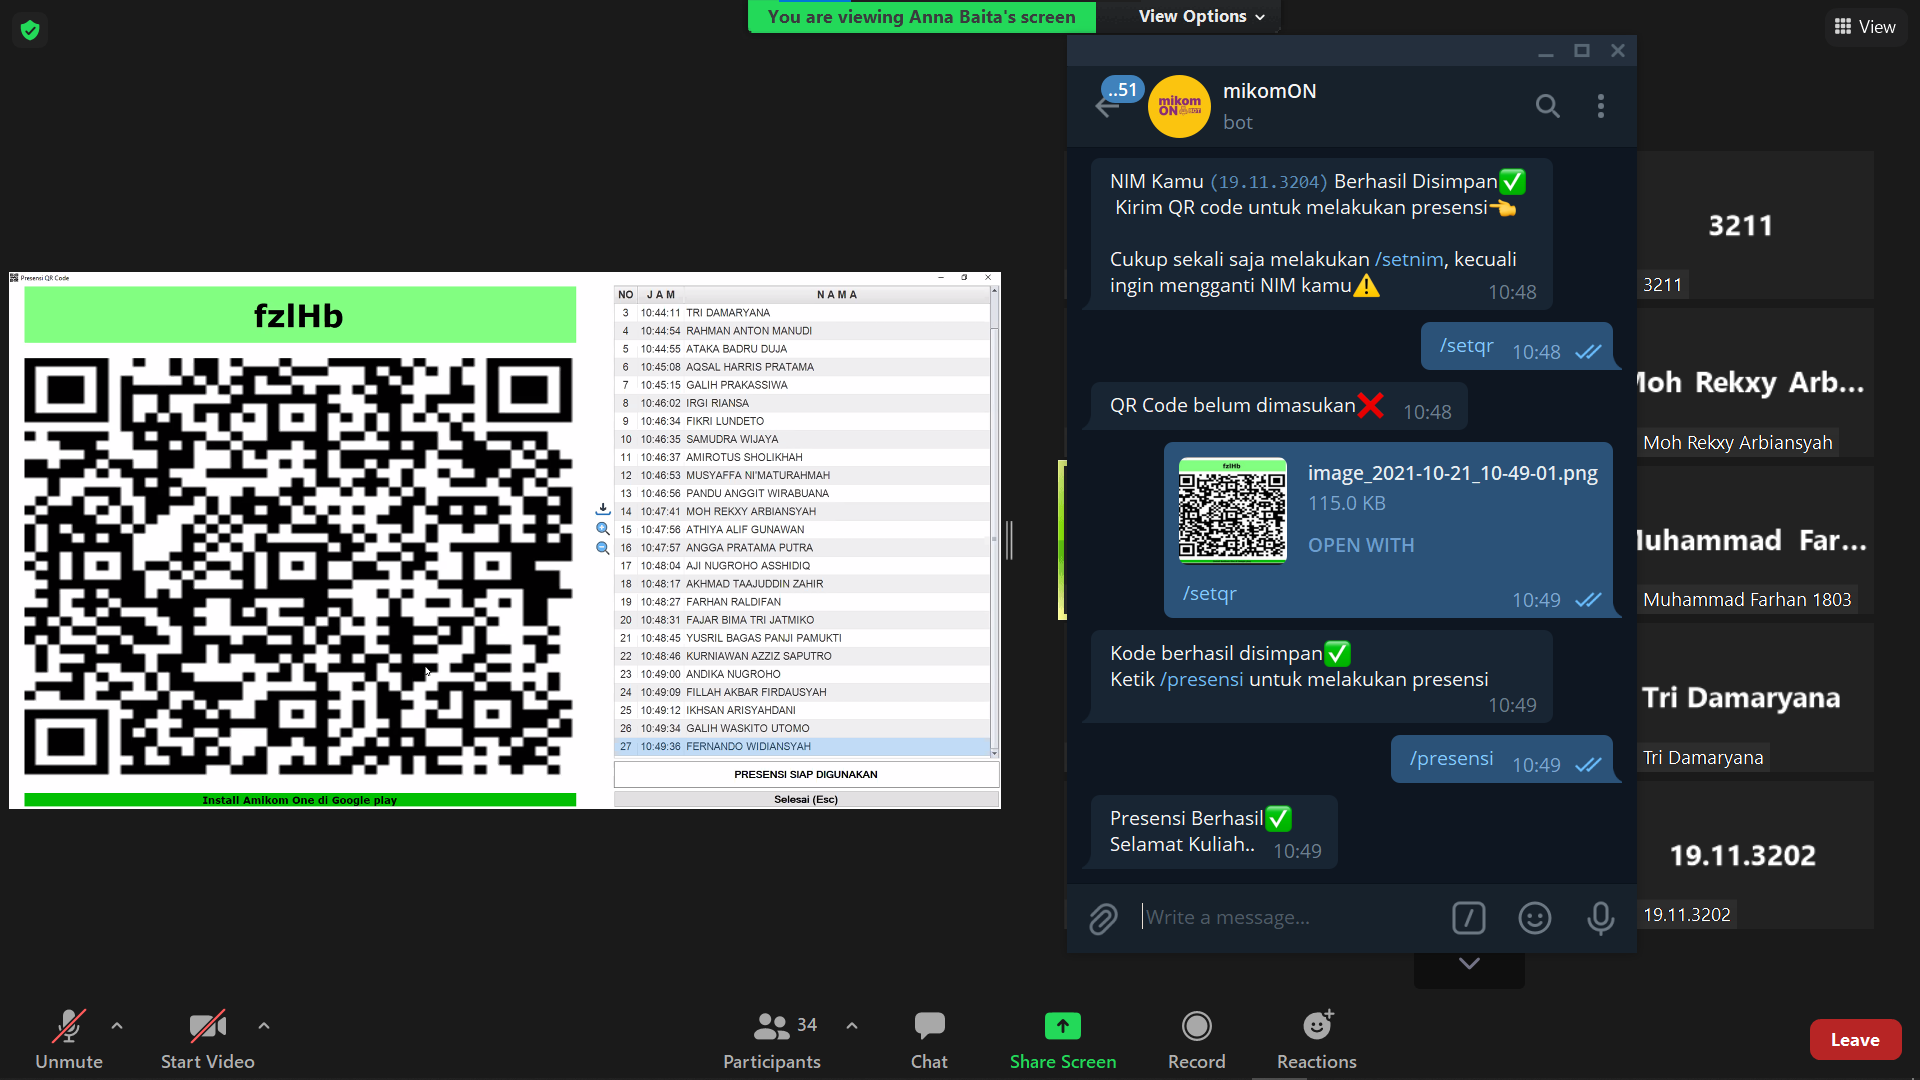 You are viewing Anna Baita's screen
View Options
View
Presensi QR Code
fzlHb
Install Amikom One di Google play
NO JAM NAMA
3 10:44:11 TRI DAMARYANA
4 10:44:54 RAHMAN ANTON MANUDI
5 10:44:55 ATAKA BADRU DUJA
6 10:45:08 AQSAL HARRIS PRATAMA
7 10:45:15 GALIH PRAKASSIWA
8 10:46:02 IRGI RIANSA
9 10:46:34 FIKRI LUNDETO
10 10:46:35 SAMUDRA WIJAYA
11 10:46:37 AMIROTUS SHOLIKHAH
12 10:46:53 MUSYAFFA NI'MATURAHMAH
13 10:46:56 PANDU ANGGIT WIRABUANA
14 10:47:41 MOH REKXY ARBIANSYAH
15 10:47:56 ATHIYA ALIF GUNAWAN
16 10:47:57 ANGGA PRATAMA PUTRA
17 10:48:04 AJI NUGROHO ASSHIDIQ
18 10:48:17 AKHMAD TAAJUDDIN ZAHIR
19 10:48:27 FARHAN RALDIFAN
20 10:48:31 FAJAR BIMA TRI JATMIKO
21 10:48:45 YUSRIL BAGAS PANJI PAMUKTI
22 10:48:46 KURNIAWAN AZZIZ SAPUTRO
23 10:49:00 ANDIKA NUGROHO
24 10:49:09 FILLAH AKBAR FIRDAUSYAH
25 10:49:12 IKHSAN ARISYAHDANI
26 10:49:34 GALIH WASKITO UTOMO
27 10:49:36 FERNANDO WIDIANSYAH
PRESENSI SIAP DIGUNAKAN
Selesai (Esc)
..51
mikom
ON BOT
mikomON
bot
NIM Kamu (19.11.3204) Berhasil Disimpan✅
Kirim QR code untuk melakukan presensi👈
Cukup sekali saja melakukan /setnim, kecuali
ingin mengganti NIM kamu⚠️ 10:48
/setqr 10:48
QR Code belum dimasukan❌ 10:48
fzlHb
image_2021-10-21_10-49-01.png
115.0 KB
OPEN WITH
/setqr 10:49
Kode berhasil disimpan✅
Ketik /presensi untuk melakukan presensi
10:49
/presensi 10:49
Presensi Berhasil✅
Selamat Kuliah.. 10:49
Write a message...
3211
3211
Moh Rekxy Arb...
Moh Rekxy Arbiansyah
Muhammad Far...
Muhammad Farhan 1803
Tri Damaryana
Tri Damaryana
19.11.3202
19.11.3202
Unmute
Start Video
34
Participants
Chat
Share Screen
Record
Reactions
Leave